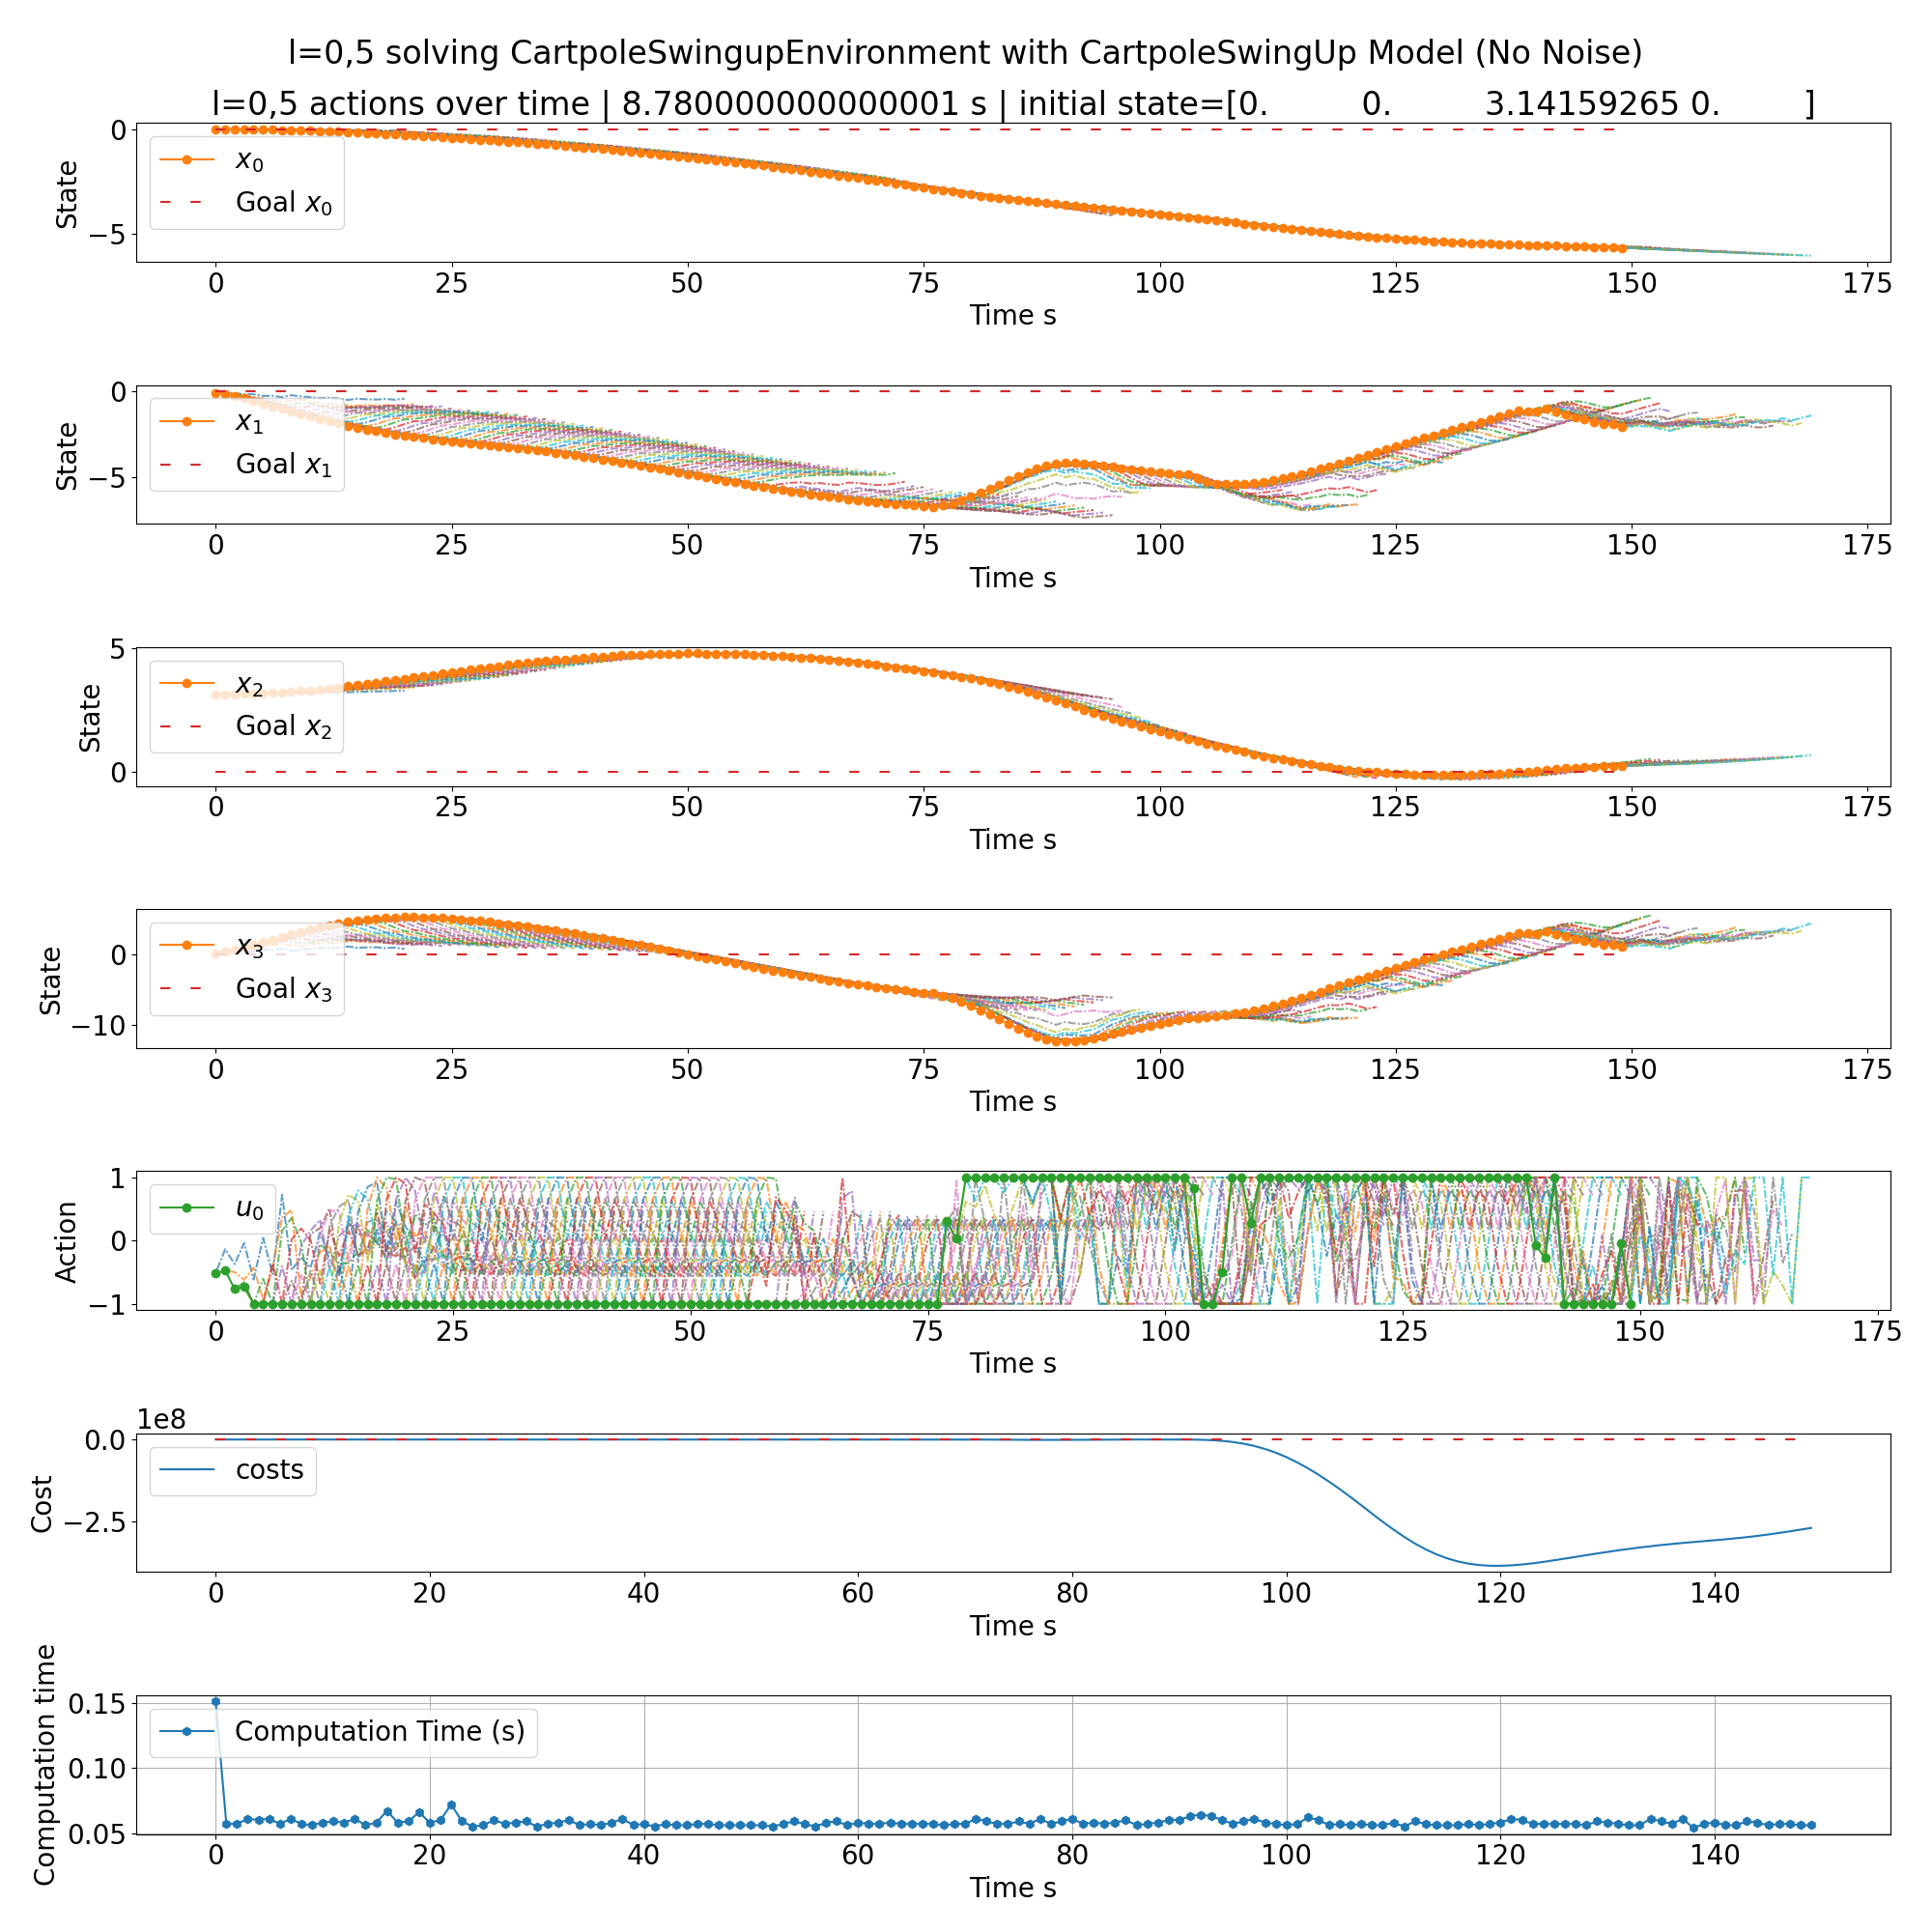 l=0,5 solving CartpoleSwingupEnvironment with CartpoleSwingUp Model (No Noise)
l=0,5 actions over time | 8.780000000000001 s | initial state=[0. 0. 3.14159265 0. ]
0
−5
State
x₀
Goal x₀
0 25 50 75 100 125 150 175
Time s
0
−5
State
x₁
Goal x₁
0 25 50 75 100 125 150 175
Time s
5
0
State
x₂
Goal x₂
0 25 50 75 100 125 150 175
Time s
0
−10
State
x₃
Goal x₃
0 25 50 75 100 125 150 175
Time s
1
0
−1
Action
u₀
0 25 50 75 100 125 150 175
Time s
1e8
0.0
−2.5
Cost
costs
0 20 40 60 80 100 120 140
Time s
0.15
0.10
0.05
Computation time
Computation Time (s)
0 20 40 60 80 100 120 140
Time s